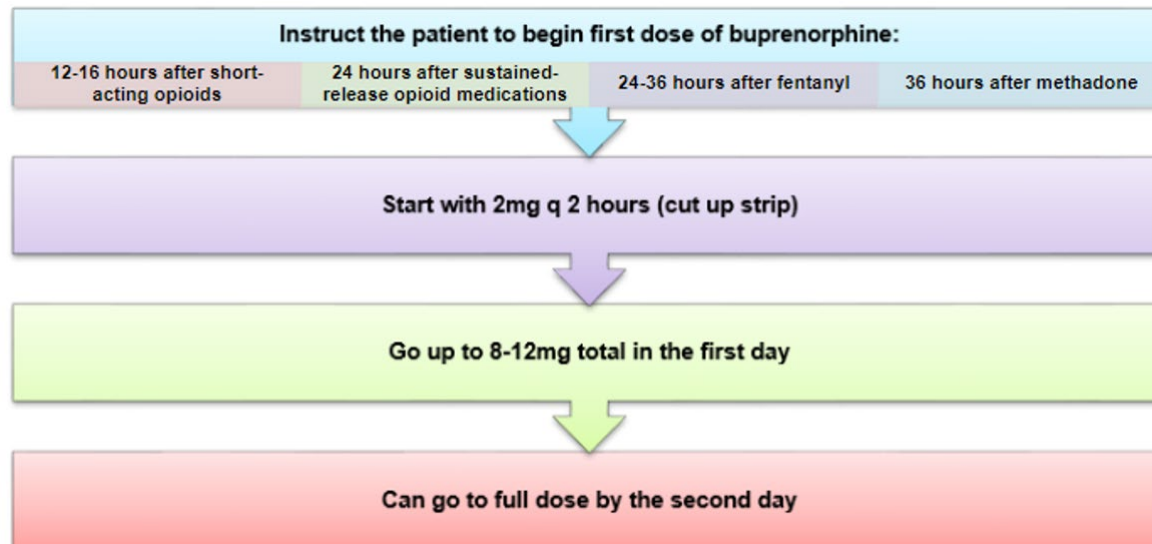 Instruct the patient to begin first dose of buprenorphine:
12-16 hours after short-
acting opioids
24 hours after sustained-
release opioid medications
24-36 hours after fentanyl
36 hours after methadone
Start with 2mg q 2 hours (cut up strip)
Go up to 8-12mg total in the first day
Can go to full dose by the second day